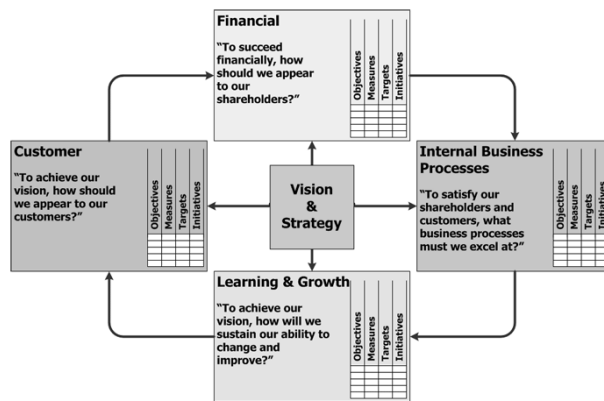 Financial
“To succeed
financially, how
should we appear
to our
shareholders?”
Objectives
Measures
Targets
Initiatives
Customer
“To achieve our
vision, how should
we appear to our
customers?”
Objectives
Measures
Targets
Initiatives
Vision
&
Strategy
Internal Business
Processes
“To satisfy our
shareholders and
customers, what
business processes
must we excel at?”
Objectives
Measures
Targets
Initiatives
Learning & Growth
“To achieve our
vision, how will we
sustain our ability to
change and
improve?”
Objectives
Measures
Targets
Initiatives